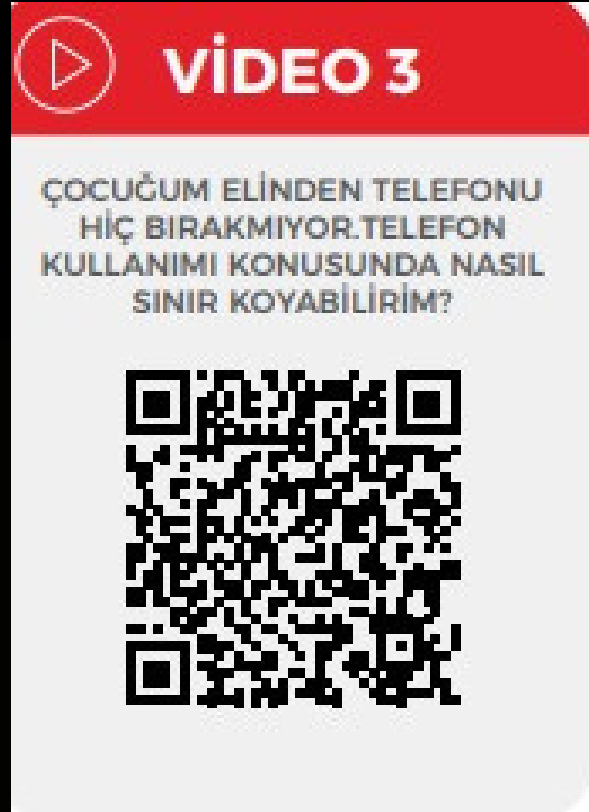 VİDEO 3
ÇOCUĞUM ELİNDEN TELEFONU
HİÇ BIRAKMIYOR.TELEFON
KULLANIMI KONUSUNDA NASIL
SINIR KOYABİLİRİM?